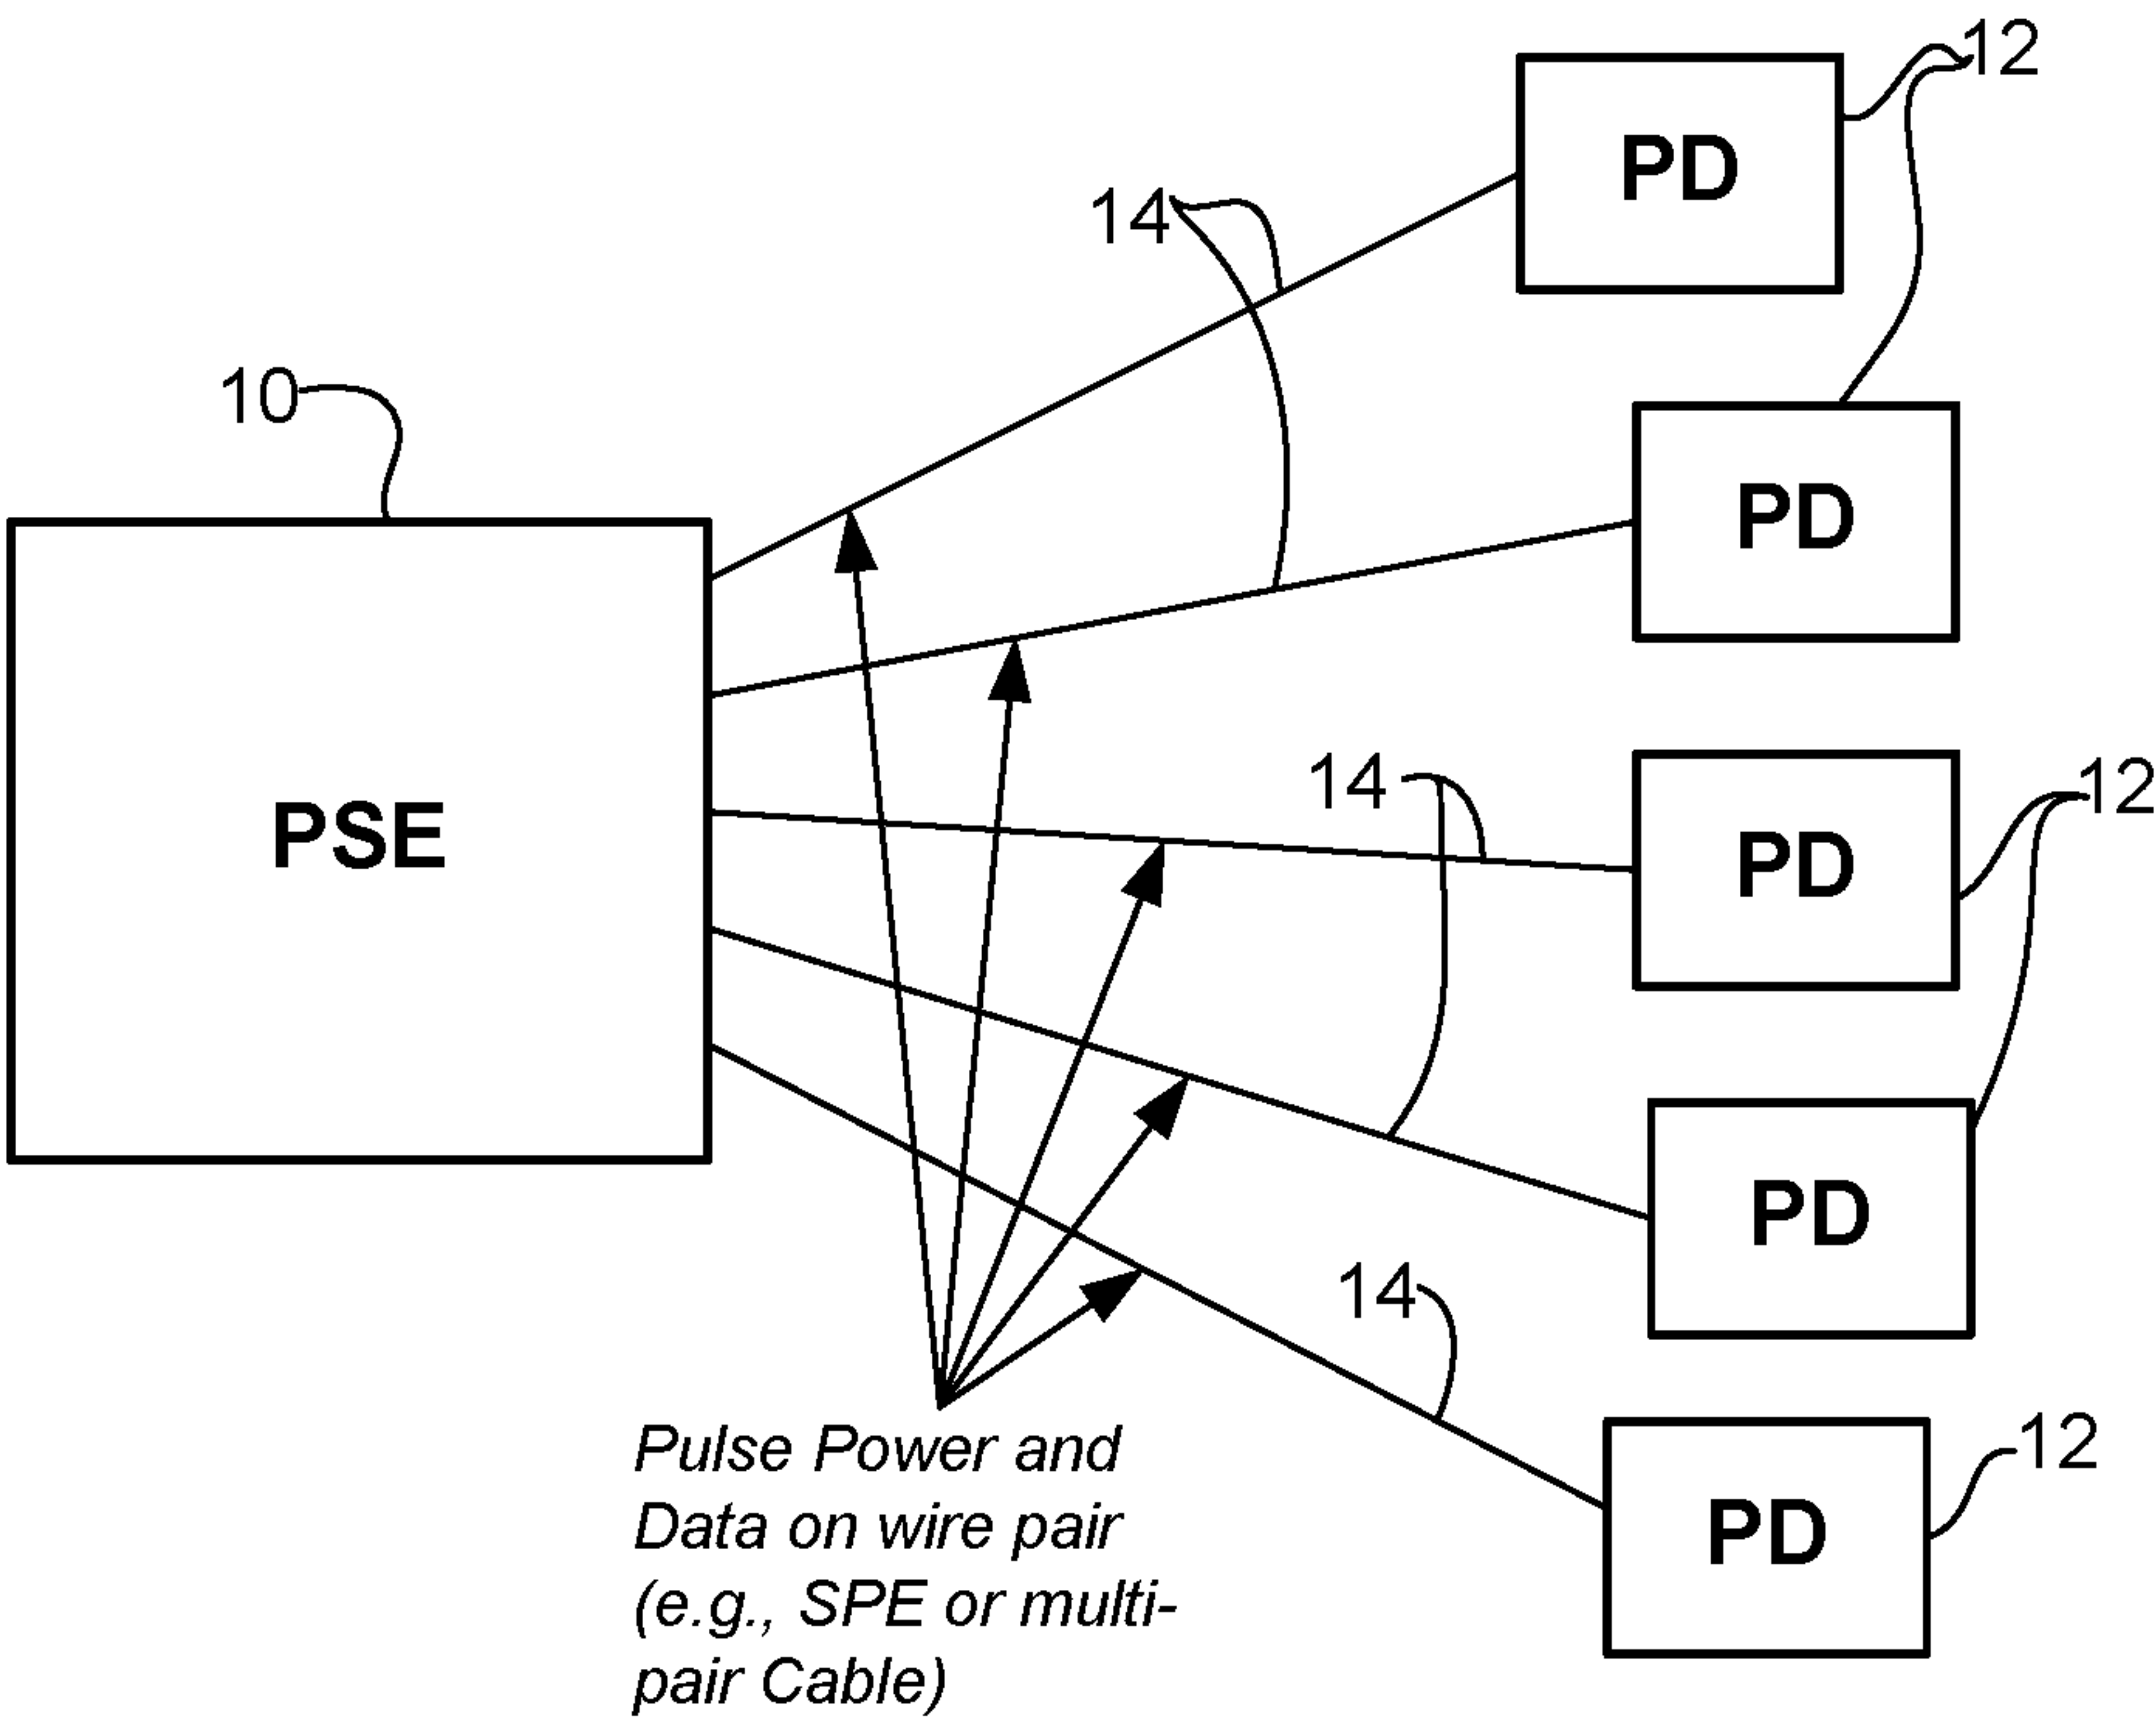 12
PD
14
10
PD
PSE
14
PD
12
PD
14
12
PD
Pulse Power and
Data on wire pair
(e.g., SPE or multi-
pair Cable)